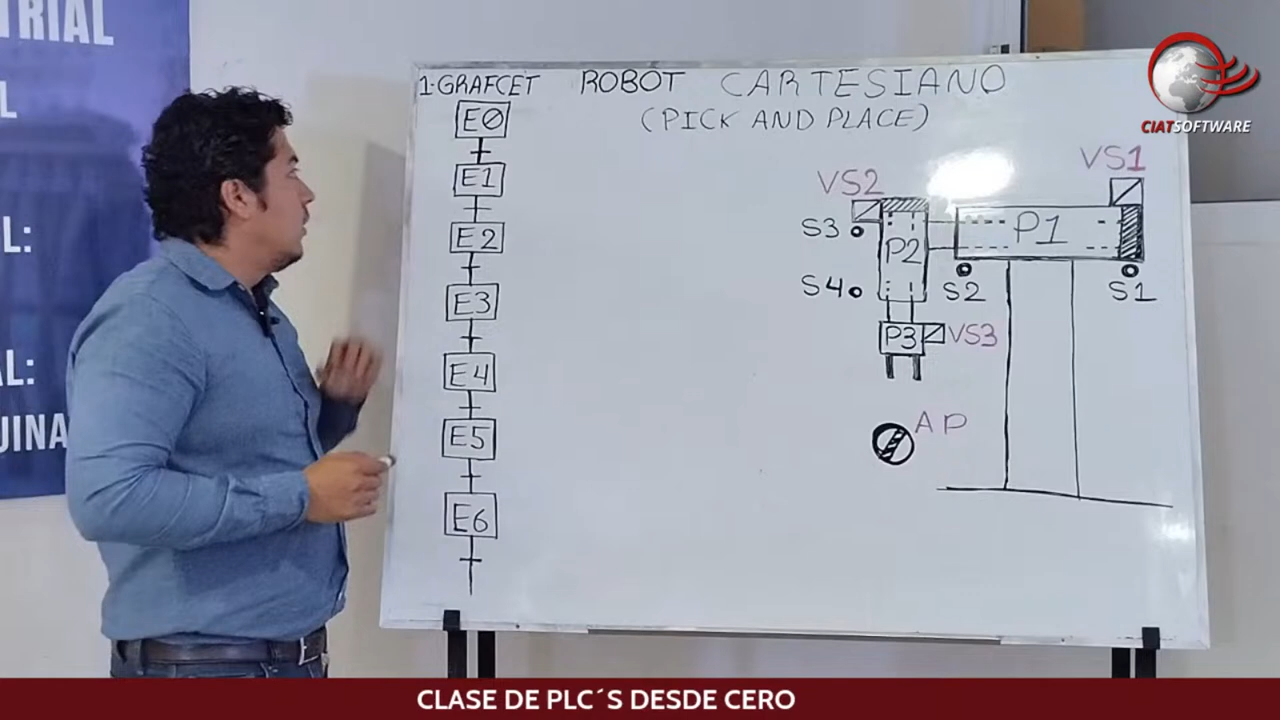 TRIAL
L
L:
AL:
UINA
1-GRAFCET ROBOT CARTESIANO
(PICK AND PLACE)
E0
E1
E2
E3
E4
E5
E6
VS1
VS2
S3
P2
P1
S4
S2
S1
P3
VS3
AP
CIATSOFTWARE
CLASE DE PLC´S DESDE CERO